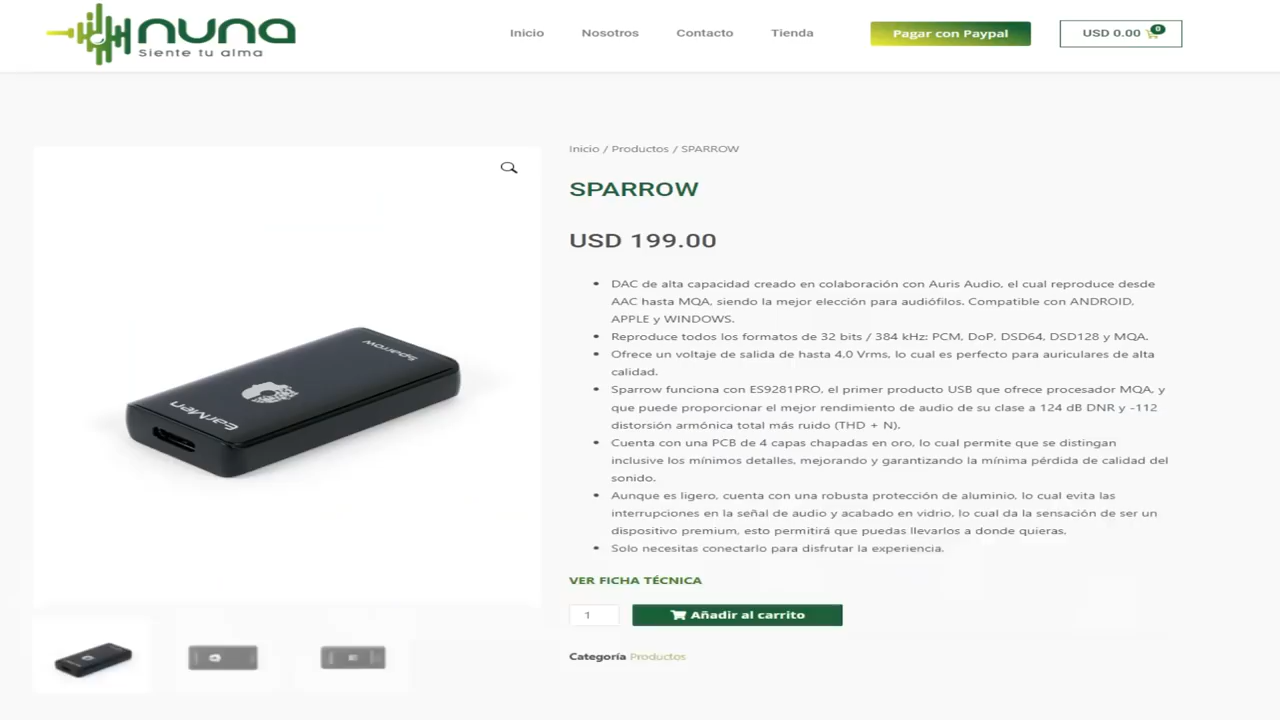 nuna
Siente tu alma
Inicio
Nosotros
Contacto
Tienda
Pagar con Paypal
USD 0.00
0
Inicio / Productos / SPARROW
SPARROW
USD 199.00
DAC de alta capacidad creado en colaboración con Auris Audio, el cual reproduce desde
AAC hasta MQA, siendo la mejor elección para audiófilos. Compatible con ANDROID,
APPLE y WINDOWS.
Reproduce todos los formatos de 32 bits / 384 kHz: PCM, DoP, DSD64, DSD128 y MQA.
Ofrece un voltaje de salida de hasta 4.0 Vrms, lo cual es perfecto para auriculares de alta
calidad.
Sparrow funciona con ES9281PRO, el primer producto USB que ofrece procesador MQA, y
que puede proporcionar el mejor rendimiento de audio de su clase a 124 dB DNR y -112
distorsión armónica total más ruido (THD + N).
Cuenta con una PCB de 4 capas chapadas en oro, lo cual permite que se distingan
inclusive los mínimos detalles, mejorando y garantizando la mínima pérdida de calidad del
sonido.
Aunque es ligero, cuenta con una robusta protección de aluminio, lo cual evita las
interrupciones en la señal de audio y acabado en vidrio, lo cual da la sensación de ser un
dispositivo premium, esto permitirá que puedas llevarlos a donde quieras.
Solo necesitas conectarlo para disfrutar la experiencia.
VER FICHA TÉCNICA
1
Añadir al carrito
Categoría Productos
Sparrow
EarMen